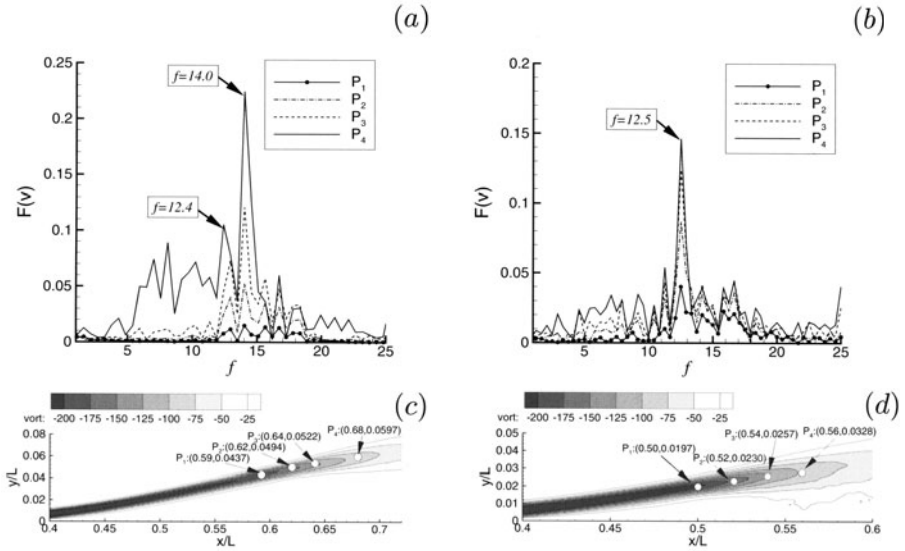 (a)
0.25
0.2
0.15
0.1
0.05
0
F(v)
f=14.0
f=12.4
P1
P2
P3
P4
5 10 15 20 25
f
(b)
0.2
0.15
0.1
0.05
0
F(v)
f=12.5
P1
P2
P3
P4
5 10 15 20 25
f
(c)
vort: -200 -175 -150 -125 -100 -75 -50 -25
0.08
0.06
0.04
0.02
0.00
y/L
P4:(0.68,0.0597)
P3:(0.64,0.0522)
P2:(0.62,0.0494)
P1:(0.59,0.0437)
0.4 0.45 0.5 0.55 0.6 0.65 0.7
x/L
(d)
vort: -200 -175 -150 -125 -100 -75 -50 -25
0.05
0.04
0.03
0.02
0.01
0.00
y/L
P4:(0.56,0.0328)
P3:(0.54,0.0257)
P1:(0.50,0.0197)
P2:(0.52,0.0230)
0.4 0.45 0.5 0.55 0.6
x/L